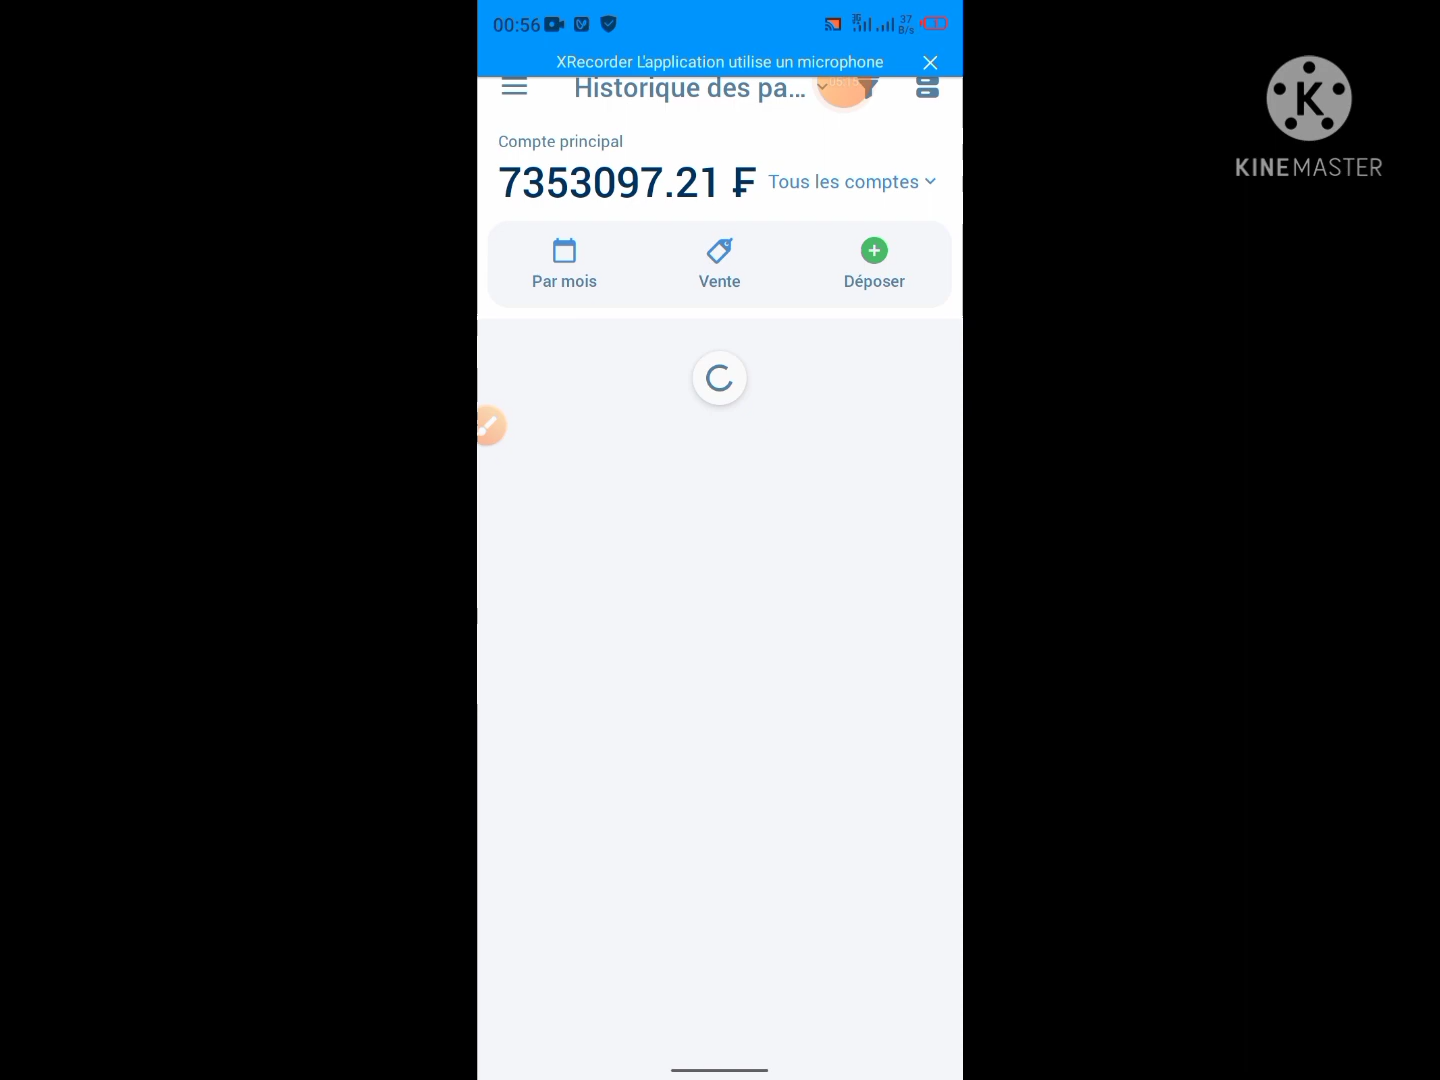 00:56
37
B/s
XRecorder L'application utilise un microphone
Historique des pa...
Compte principal
7353097.21 ₣
Tous les comptes
Par mois
Vente
Déposer
K
KINEMASTER